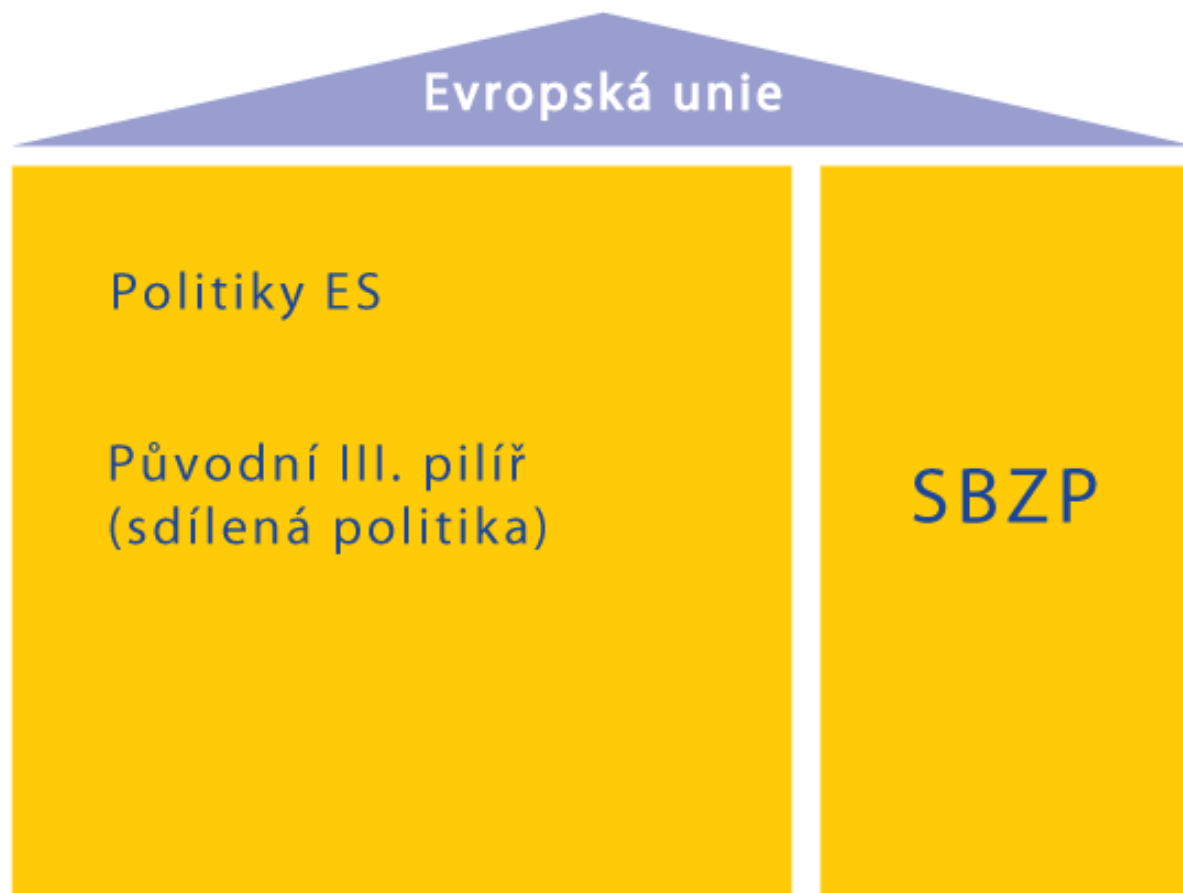 Evropská unie
Politiky ES
Původní III. pilíř
(sdílená politika)
SBZP